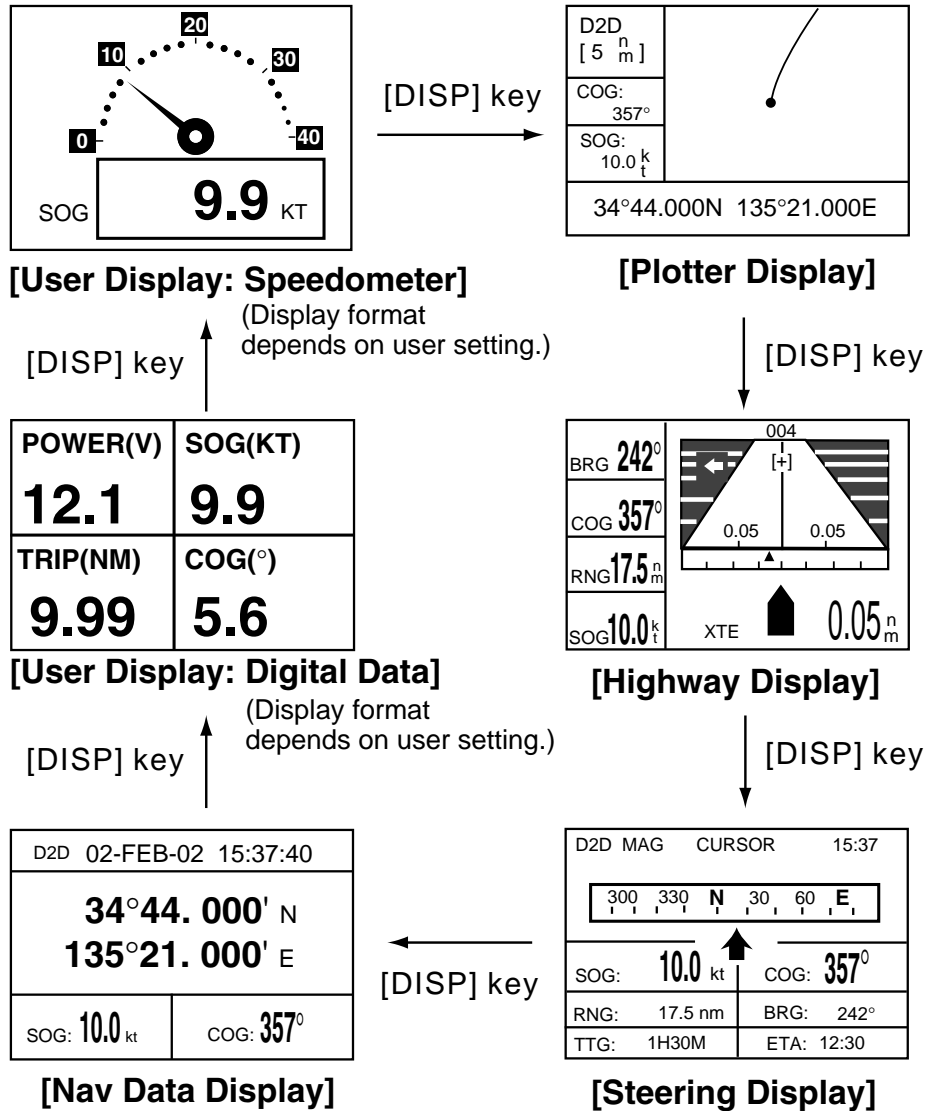 20
10
30
0
40
SOG 9.9 KT
[User Display: Speedometer]
(Display format
depends on user setting.)
[DISP] key
D2D
[ 5 nm ]
COG:
357°
SOG:
10.0 kt
34°44.000N 135°21.000E
[Plotter Display]
[DISP] key
BRG 242°
COG 357°
RNG 17.5 nm
SOG 10.0 kt
004
[+]
0.05 0.05
XTE 0.05 nm
[Highway Display]
[DISP] key
D2D MAG CURSOR 15:37
300 330 N 30 60 E
SOG: 10.0 kt COG: 357°
RNG: 17.5 nm BRG: 242°
TTG: 1H30M ETA: 12:30
[Steering Display]
[DISP] key
D2D 02-FEB-02 15:37:40
34°44. 000' N
135°21. 000' E
SOG: 10.0 kt COG: 357°
[Nav Data Display]
[DISP] key
POWER(V) SOG(KT)
12.1 9.9
TRIP(NM) COG(°)
9.99 5.6
[User Display: Digital Data]
(Display format
depends on user setting.)
[DISP] key